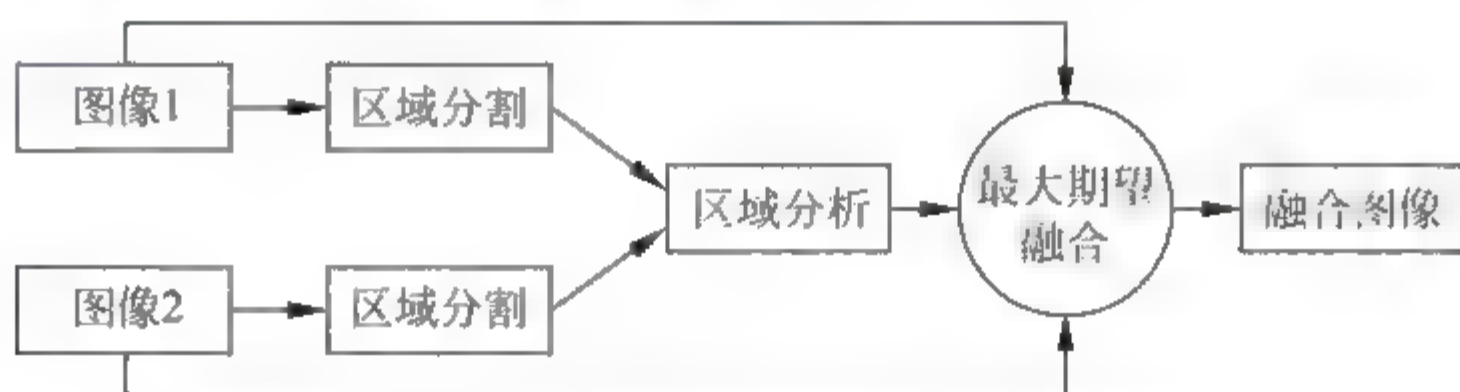 图像1
区域分割
区域分析
最大期望
融合
融合图像
图像2
区域分割